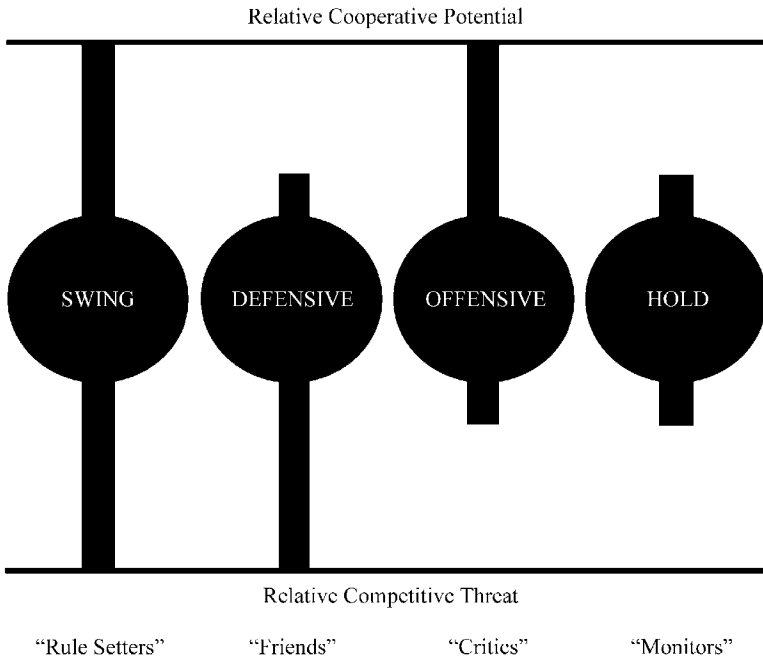 Relative Cooperative Potential
SWING DEFENSIVE OFFENSIVE HOLD
Relative Competitive Threat
“Rule Setters” “Friends” “Critics” “Monitors”